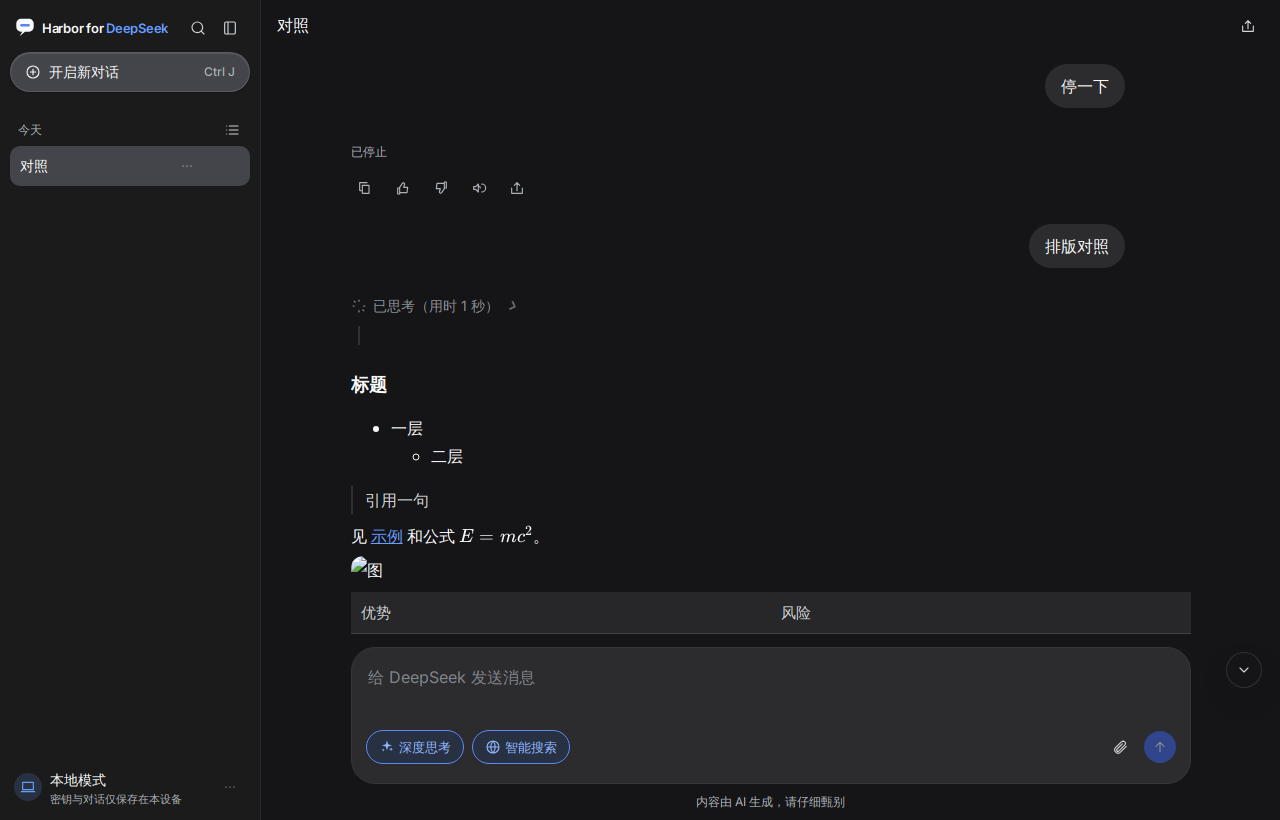 Harbor for DeepSeek
开启新对话 Ctrl J
今天
对照
本地模式
密钥与对话仅保存在本设备
对照
停一下
已停止
排版对照
已思考（用时 1 秒）
标题
一层
二层
引用一句
见 示例 和公式 E = mc²。
图
优势 风险
给 DeepSeek 发送消息
深度思考 智能搜索
内容由 AI 生成，请仔细甄别